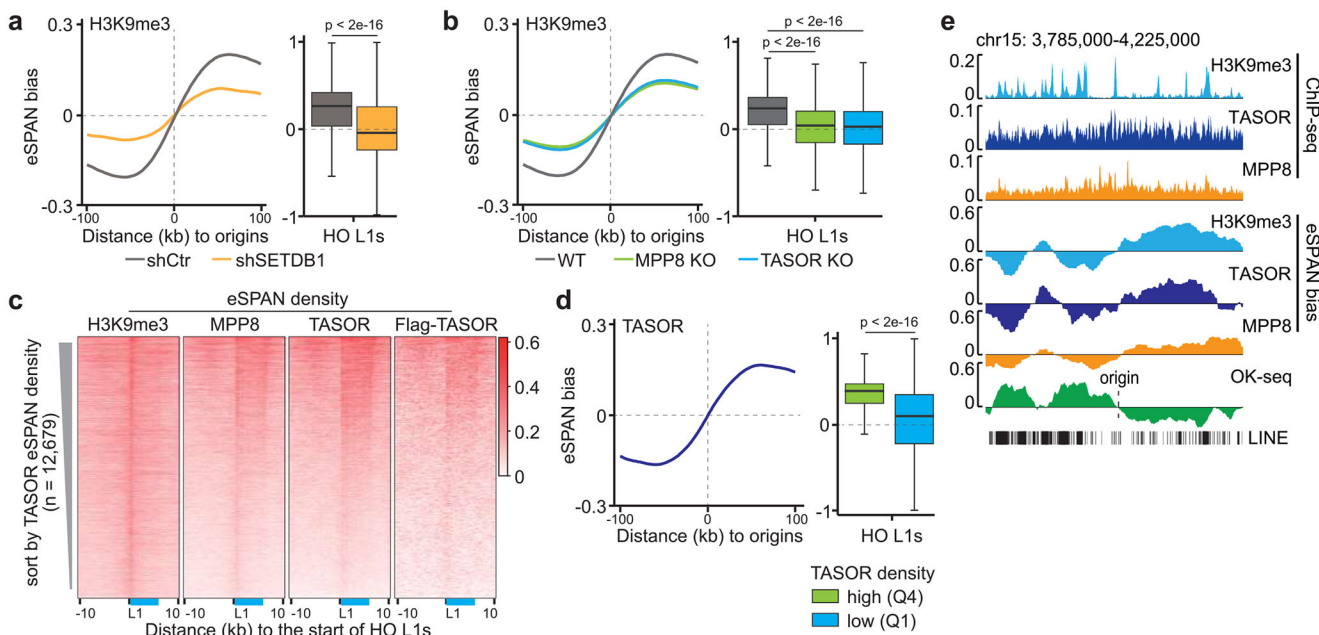 a
H3K9me3
p < 2e-16
eSPAN bias
0.3
0
-0.3
-100
0
100
Distance (kb) to origins
1
0
-1
HO L1s
shCtr
shSETDB1
b
H3K9me3
p < 2e-16
p < 2e-16
eSPAN bias
0.3
0
-0.3
-100
0
100
Distance (kb) to origins
1
0
-1
HO L1s
WT
MPP8 KO
TASOR KO
c
eSPAN density
H3K9me3
MPP8
TASOR
Flag-TASOR
sort by TASOR eSPAN density
(n = 12,679)
0.6
0.4
0.2
0
-10
L1
10
-10
L1
10
-10
L1
10
-10
L1
10
Distance (kb) to the start of HO L1s
d
TASOR
p < 2e-16
eSPAN bias
0.3
0
-0.3
-100
0
100
Distance (kb) to origins
1
0
-1
HO L1s
TASOR density
high (Q4)
low (Q1)
e
chr15: 3,785,000-4,225,000
0.2
H3K9me3
0
0.1
TASOR
0
0.1
MPP8
0
ChIP-seq
0.6
H3K9me3
0
0.6
TASOR
0
0.6
MPP8
0
eSPAN bias
0.6
origin
OK-seq
0
LINE